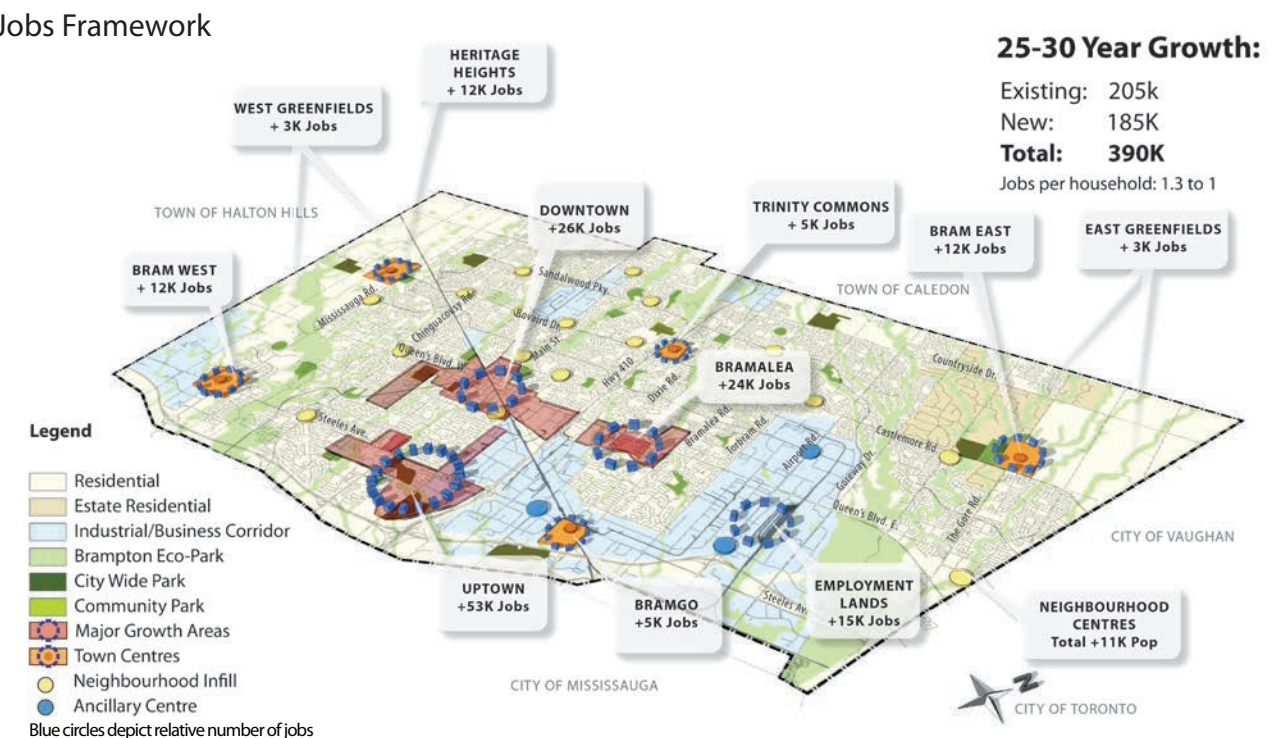 Jobs Framework
25-30 Year Growth:
Existing: 205k
New: 185K
Total: 390K
Jobs per household: 1.3 to 1
HERITAGE
HEIGHTS
+ 12K Jobs
WEST GREENFIELDS
+ 3K Jobs
TOWN OF HALTON HILLS
DOWNTOWN
+26K Jobs
TRINITY COMMONS
+ 5K Jobs
BRAM EAST
+12K Jobs
EAST GREENFIELDS
+ 3K Jobs
BRAM WEST
+ 12K Jobs
TOWN OF CALEDON
Sandalwood Pky.
Mississauga Rd.
Chinguacousy Rd.
Bovaird Dr.
Main St.
Queen's Blvd. W.
Hwy 410
Dixie Rd.
BRAMALEA
+24K Jobs
Countryside Dr.
Steeles Ave.
Bramalea Rd.
Torbram Rd.
Airport Rd.
Castlemore Rd.
Goreway Dr.
Queen's Blvd. E.
The Gore Rd.
CITY OF VAUGHAN
Legend
Residential
Estate Residential
Industrial/Business Corridor
Brampton Eco-Park
City Wide Park
Community Park
Major Growth Areas
Town Centres
Neighbourhood Infill
Ancillary Centre
Blue circles depict relative number of jobs
UPTOWN
+53K Jobs
BRAMGO
+5K Jobs
Steeles Av
EMPLOYMENT
LANDS
+15K Jobs
NEIGHBOURHOOD
CENTRES
Total +11K Pop
CITY OF MISSISSAUGA
N
CITY OF TORONTO